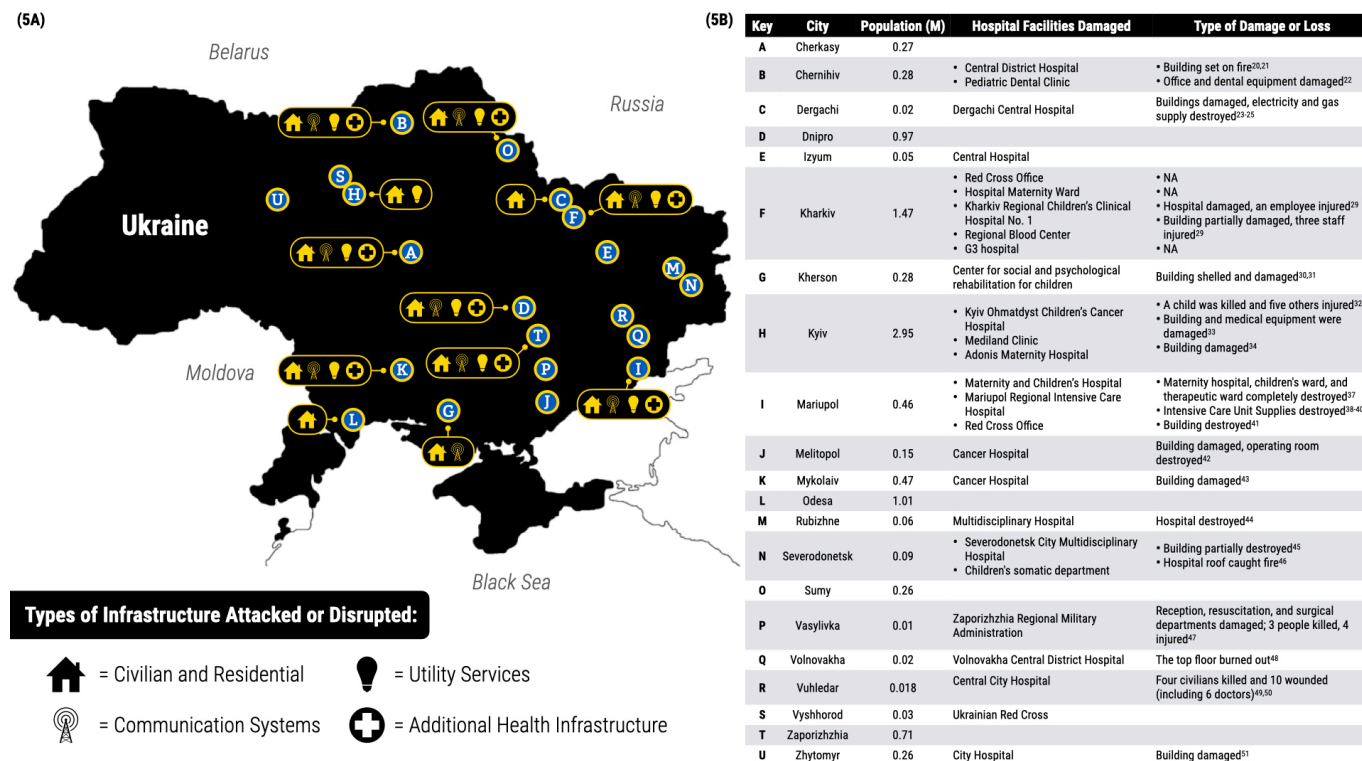 (5A)
Belarus
Russia
B
O
S
H
U
C
F
Ukraine
A
E
M
N
D
R
T
Q
Moldova
K
P
I
J
G
L
Black Sea
Types of Infrastructure Attacked or Disrupted:
= Civilian and Residential
= Utility Services
= Communication Systems
= Additional Health Infrastructure
(5B)
Key City Population (M) Hospital Facilities Damaged Type of Damage or Loss
A Cherkasy 0.27
B Chernihiv 0.28
• Central District Hospital
• Pediatric Dental Clinic
• Building set on fire20,21
• Office and dental equipment damaged22
C Dergachi 0.02 Dergachi Central Hospital
Buildings damaged, electricity and gas
supply destroyed23-25
D Dnipro 0.97
E Izyum 0.05 Central Hospital
F Kharkiv 1.47
• Red Cross Office
• Hospital Maternity Ward
• Kharkiv Regional Children's Clinical
Hospital No. 1
• Regional Blood Center
• G3 hospital
• NA
• NA
• Hospital damaged, an employee injured29
• Building partially damaged, three staff
injured29
• NA
G Kherson 0.28
Center for social and psychological
rehabilitation for children
Building shelled and damaged30,31
H Kyiv 2.95
• Kyiv Ohmatdyst Children's Cancer
Hospital
• Mediland Clinic
• Adonis Maternity Hospital
• A child was killed and five others injured32
• Building and medical equipment were
damaged33
• Building damaged34
I Mariupol 0.46
• Maternity and Children's Hospital
• Mariupol Regional Intensive Care
Hospital
• Red Cross Office
• Maternity hospital, children's ward, and
therapeutic ward completely destroyed37
• Intensive Care Unit Supplies destroyed38-40
• Building destroyed41
J Melitopol 0.15 Cancer Hospital
Building damaged, operating room
destroyed42
K Mykolaiv 0.47 Cancer Hospital Building damaged43
L Odesa 1.01
M Rubizhne 0.06 Multidisciplinary Hospital Hospital destroyed44
N Severodonetsk 0.09
• Severodonetsk City Multidisciplinary
Hospital
• Children's somatic department
• Building partially destroyed45
• Hospital roof caught fire46
O Sumy 0.26
P Vasylivka 0.01
Zaporizhzhia Regional Military
Administration
Reception, resuscitation, and surgical
departments damaged; 3 people killed, 4
injured47
Q Volnovakha 0.02 Volnovakha Central District Hospital The top floor burned out48
R Vuhledar 0.018 Central City Hospital
Four civilians killed and 10 wounded
(including 6 doctors)49,50
S Vyshhorod 0.03 Ukrainian Red Cross
T Zaporizhzhia 0.71
U Zhytomyr 0.26 City Hospital Building damaged51